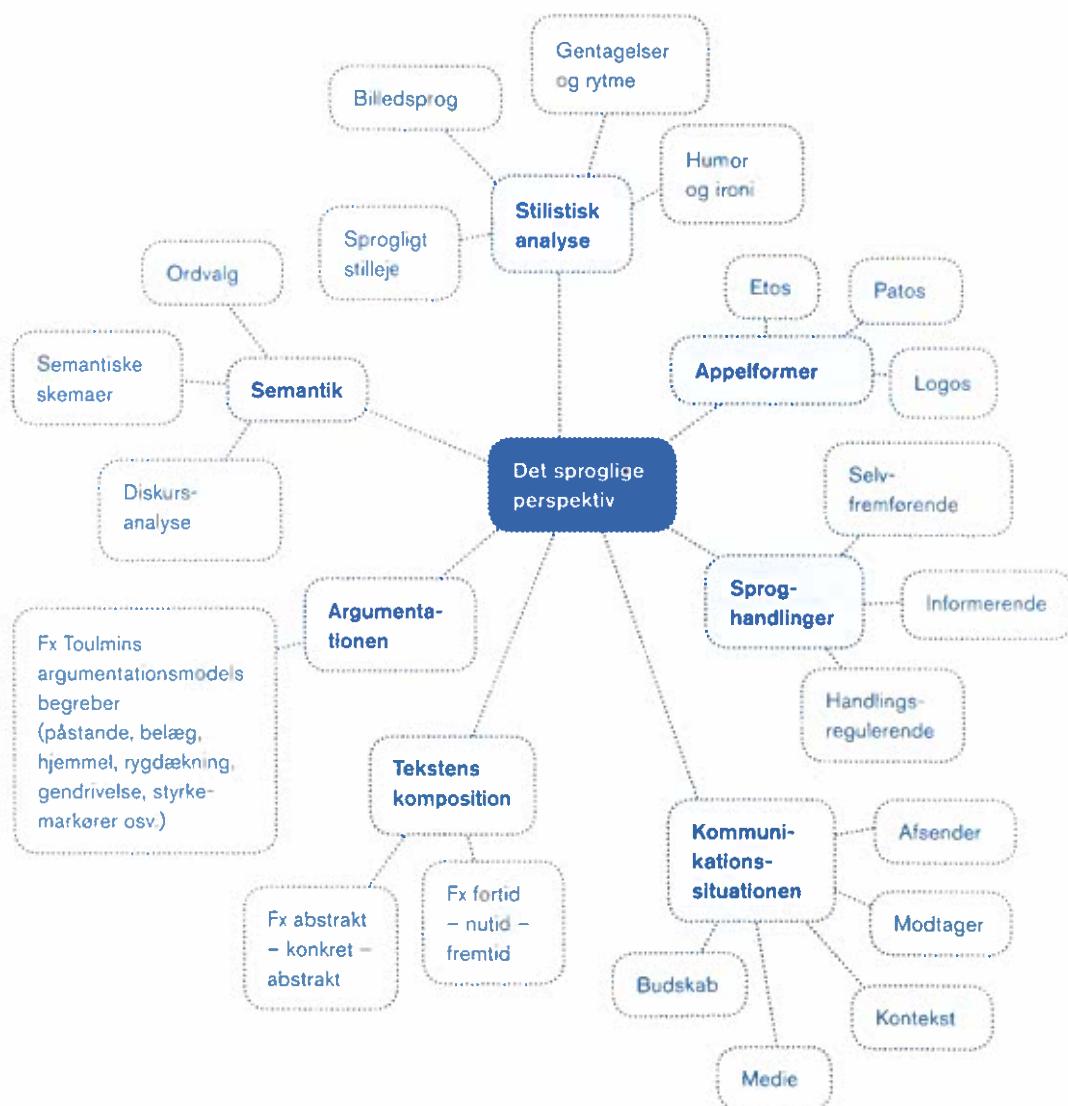 Gentagelser
og rytme
Billedsprog
Humor
og ironi
Stilistisk
analyse
Sprogligt
stilleje
Ordvalg
Etos
Patos
Semantiske
skemaer
Semantik
Appelformer
Logos
Det sproglige
perspektiv
Diskurs-
analyse
Selv-
fremførende
Sprog-
handlinger
Informerende
Argumenta-
tionen
Fx Toulmins
argumentationsmodels
begreber
(påstande, belæg,
hjemmel, rygdækning,
gendrivelse, styrke-
markører osv.)
Handlings-
regulerende
Tekstens
komposition
Kommuni-
kations-
situationen
Afsender
Fx abstrakt
– konkret –
abstrakt
Fx fortid
– nutid –
fremtid
Modtager
Budskab
Kontekst
Medie